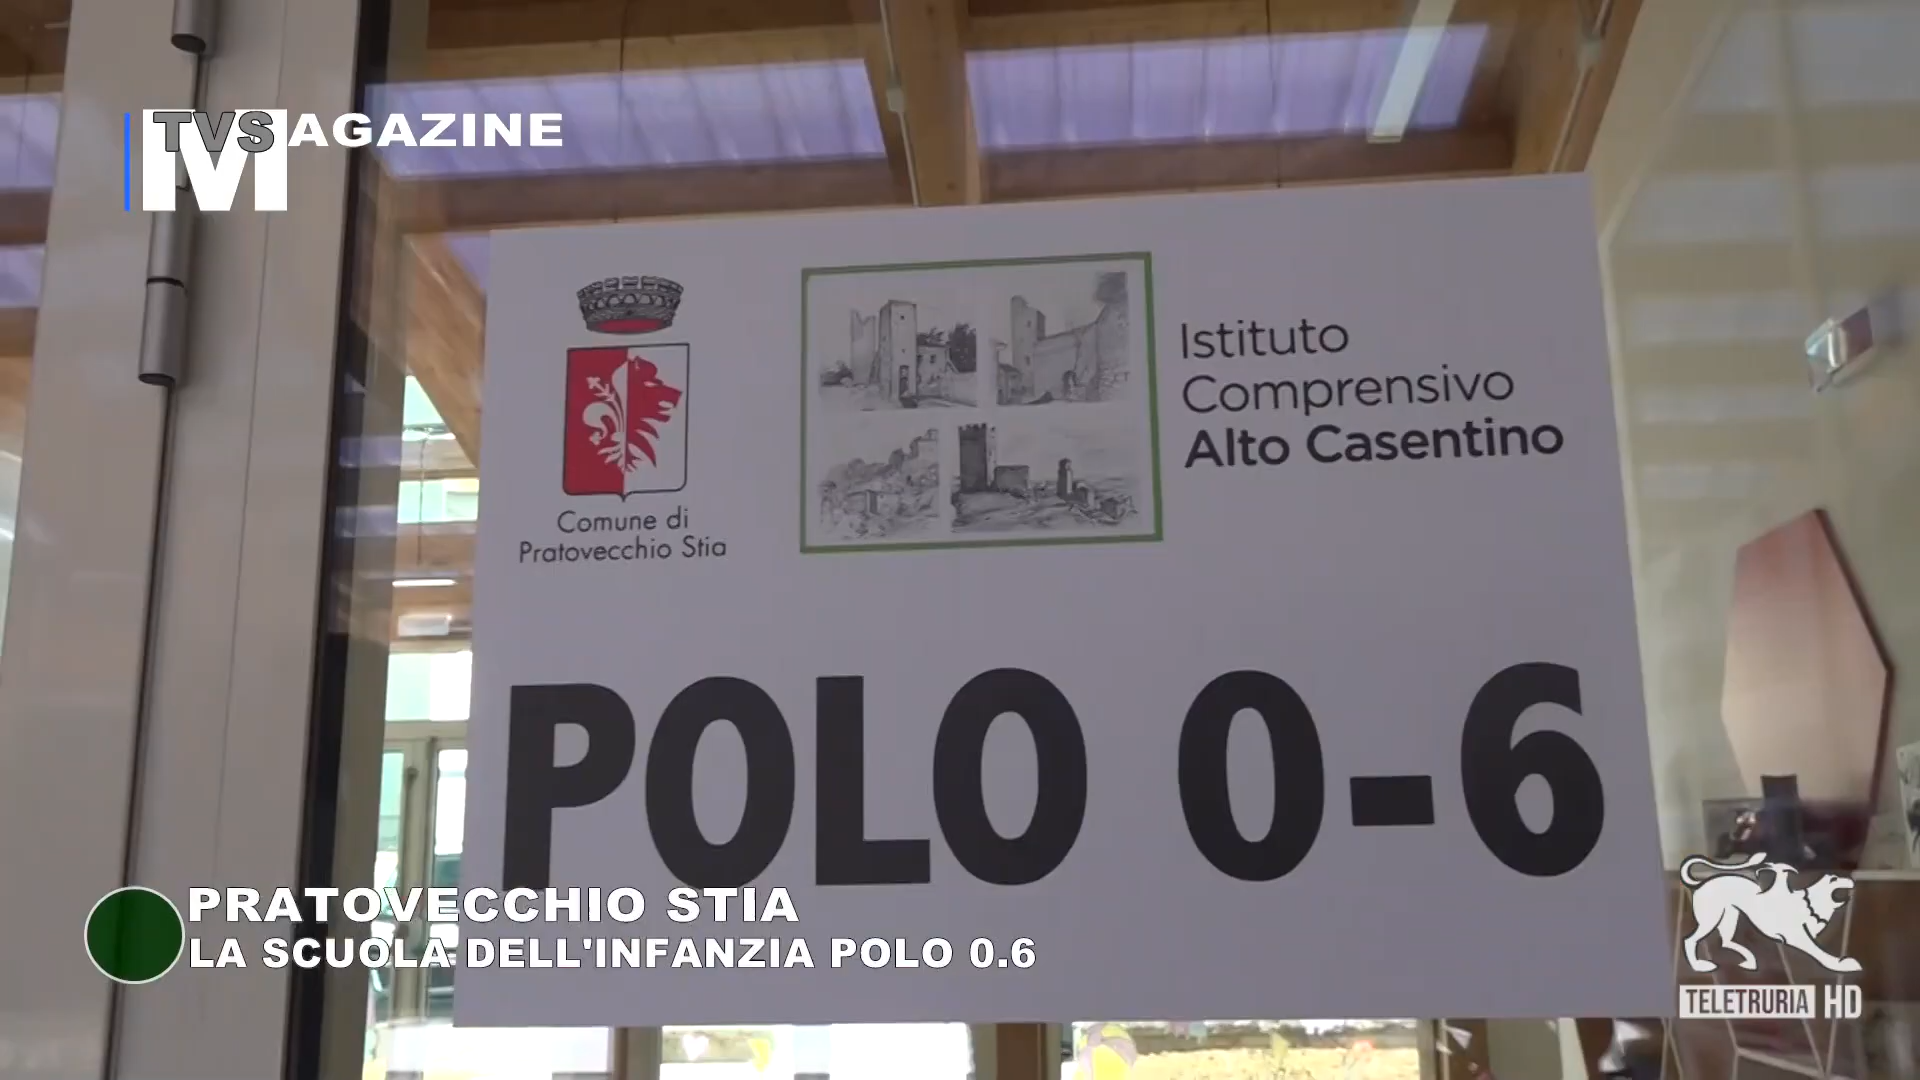 TVS
MAGAZINE
Comune di
Pratovecchio Stia
Istituto
Comprensivo
Alto Casentino
POLO 0-6
PRATOVECCHIO STIA
LA SCUOLA DELL'INFANZIA POLO 0.6
TELETRURIA HD